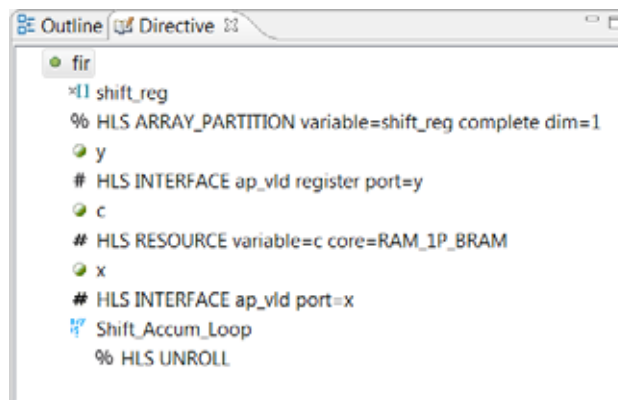 Outline Directive
fir
shift_reg
% HLS ARRAY_PARTITION variable=shift_reg complete dim=1
y
# HLS INTERFACE ap_vld register port=y
c
# HLS RESOURCE variable=c core=RAM_1P_BRAM
x
# HLS INTERFACE ap_vld port=x
Shift_Accum_Loop
% HLS UNROLL